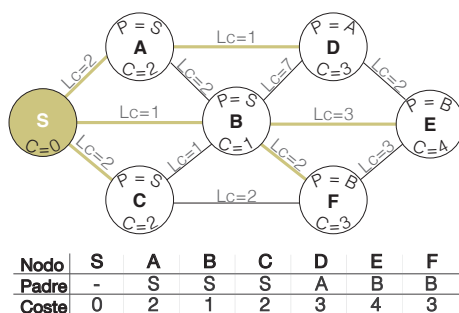 P = S
A
C=2
P = A
D
C=3
Lc=1
Lc=2
Lc=2
Lc=7
Lc=2
S
C=0
Lc=1
P = S
B
C=1
Lc=3
P = B
E
C=4
Lc=2
Lc=1
Lc=2
Lc=3
P = S
C
C=2
Lc=2
P = B
F
C=3
Nodo S A B C D E F
Padre - S S S A B B
Coste 0 2 1 2 3 4 3